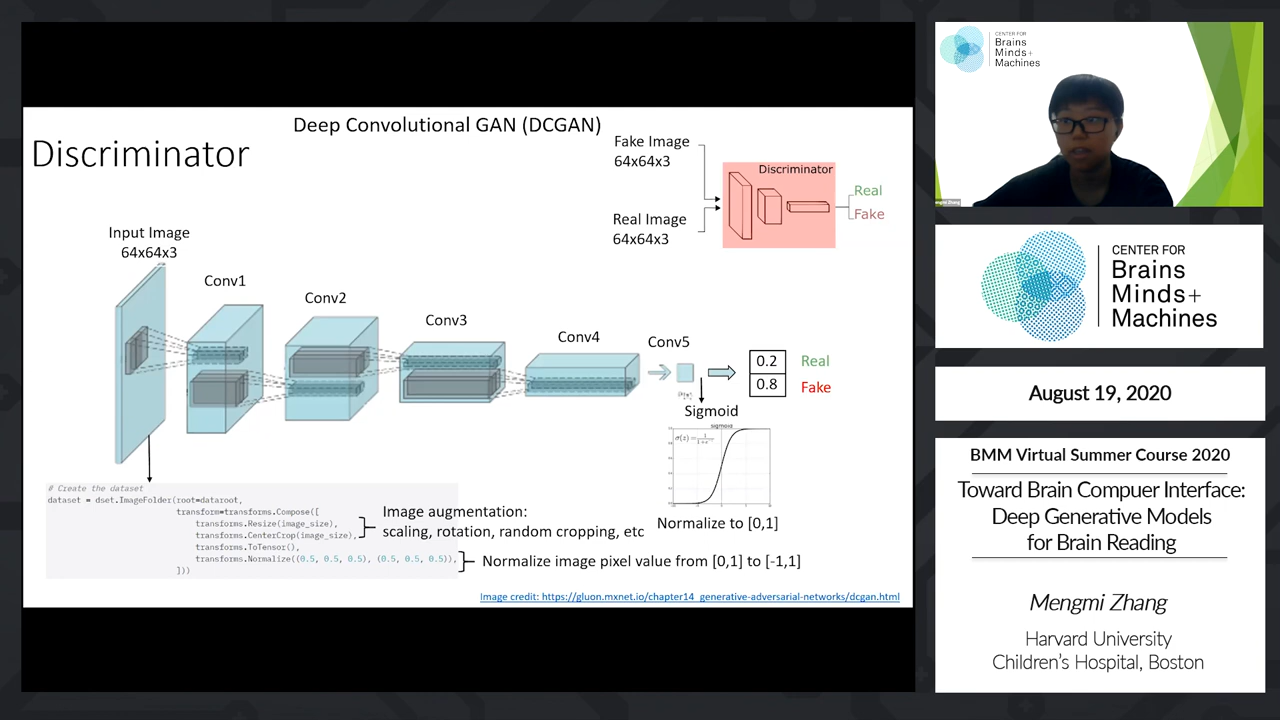 Deep Convolutional GAN (DCGAN)
Discriminator
Fake Image
64x64x3
Real Image
64x64x3
Discriminator
Real
Fake
Input Image
64x64x3
Conv1
Conv2
Conv3
Conv4
Conv5
0.2
0.8
Real
Fake
Sigmoid
sigmoid
Normalize to [0,1]
# Create the dataset
dataset = dset.ImageFolder(root=dataroot,
transform=transforms.Compose([
transforms.Resize(image_size),
transforms.CenterCrop(image_size),
transforms.ToTensor(),
transforms.Normalize((0.5, 0.5, 0.5), (0.5, 0.5, 0.5)),
]))
Image augmentation:
scaling, rotation, random cropping, etc
Normalize image pixel value from [0,1] to [-1,1]
Image credit: https://gluon.mxnet.io/chapter14_generative-adversarial-networks/dcgan.html
CENTER FOR
Brains
Minds+
Machines
Mengmi Zhang
CENTER FOR
Brains
Minds+
Machines
August 19, 2020
BMM Virtual Summer Course 2020
Toward Brain Compuer Interface:
Deep Generative Models
for Brain Reading
Mengmi Zhang
Harvard University
Children's Hospital, Boston